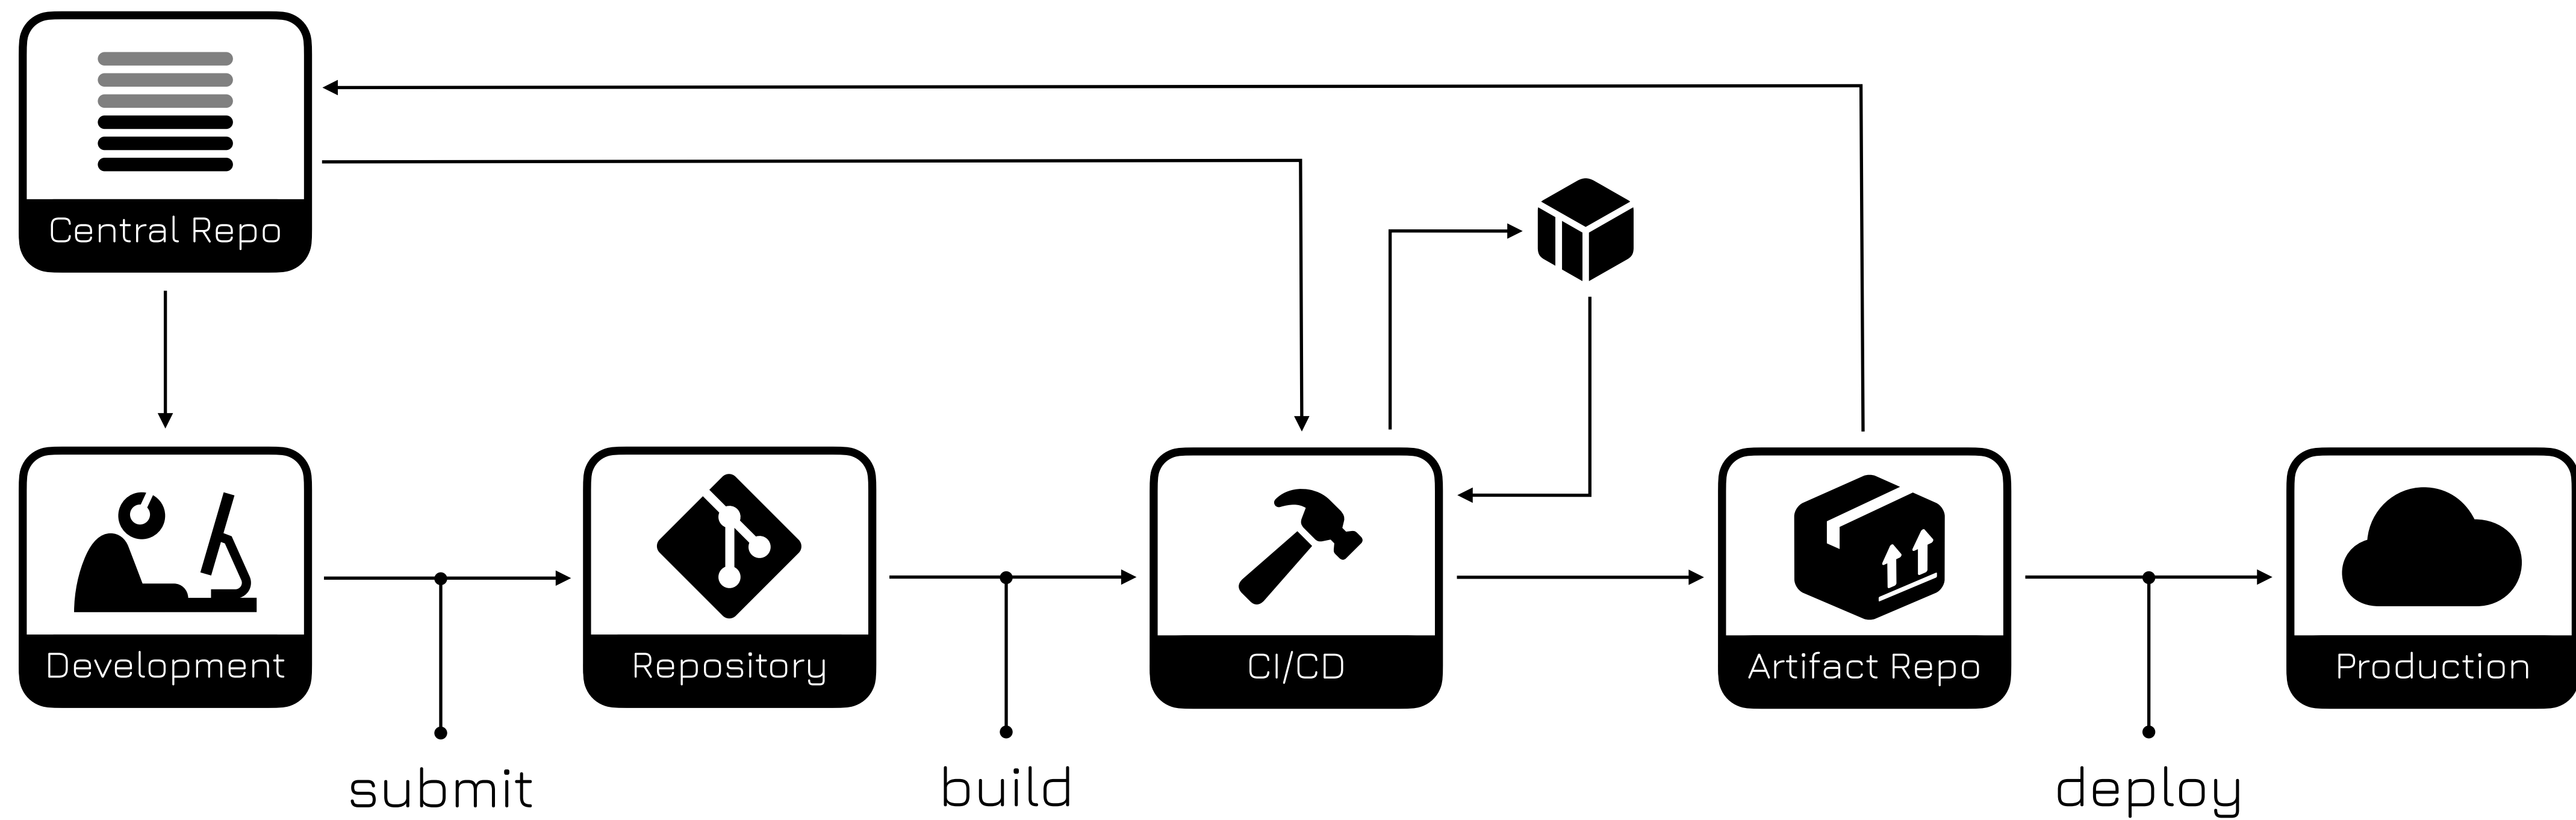 Central Repo
Development
Repository
CI/CD
Artifact Repo
Production
submit
build
deploy